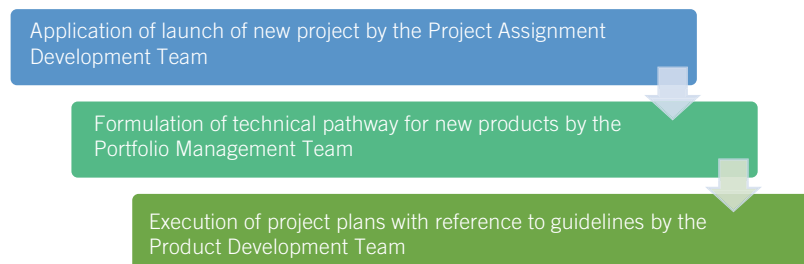 Application of launch of new project by the Project Assignment
Development Team
Formulation of technical pathway for new products by the
Portfolio Management Team
Execution of project plans with reference to guidelines by the
Product Development Team